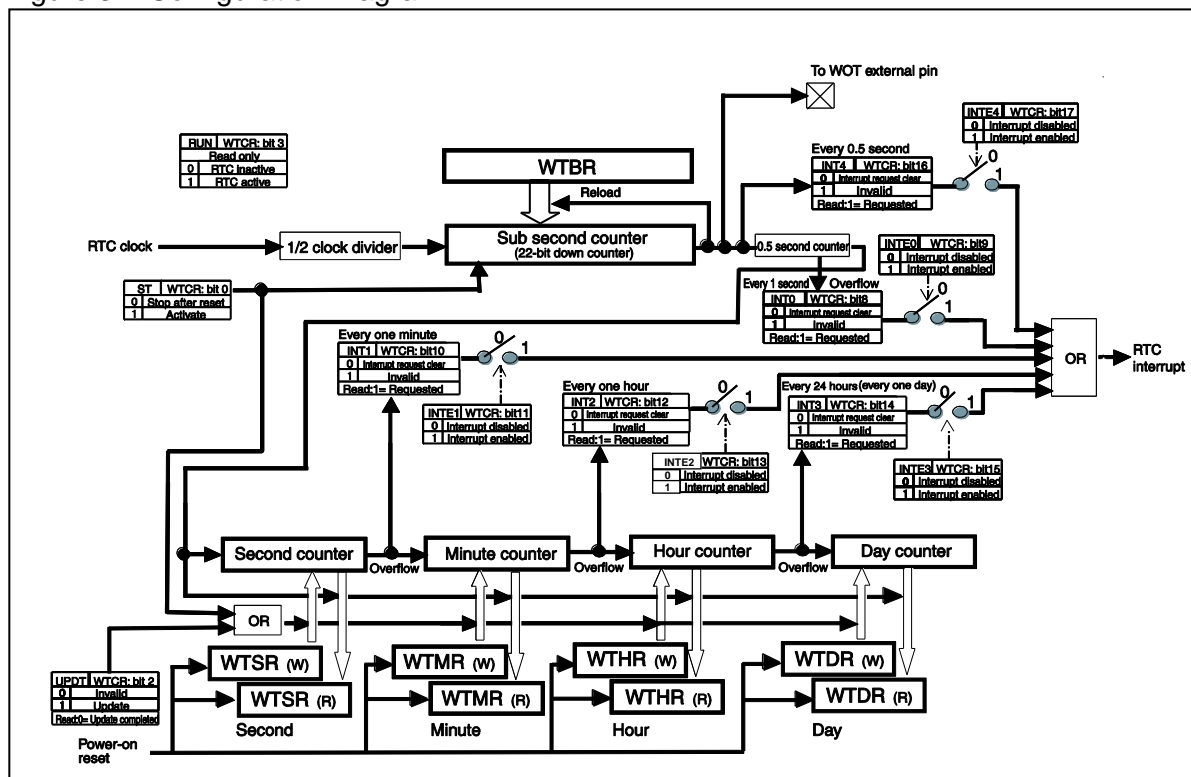 To WOT external pin
RUN WTCR: bit 3
Read only
0 RTC inactive
1 RTC active
WTBR
Reload
Every 0.5 second
INT4 WTCR: bit16
0 Interrupt request clear
1 Invalid
Read:1= Requested
INTE4 WTCR: bit17
0 Interrupt disabled
1 Interrupt enabled
0
1
RTC clock
1/2 clock divider
Sub second counter
(22-bit down counter)
0.5 second counter
INTE0 WTCR: bit9
0 Interrupt disabled
1 Interrupt enabled
0
1
ST WTCR: bit 0
0 Stop after reset
1 Activate
Every 1 second
Overflow
INT0 WTCR: bit8
0 Interrupt request clear
1 Invalid
Read:1= Requested
Every one minute
INT1 WTCR: bit10
0 Interrupt request clear
1 Invalid
Read:1= Requested
0
1
INTE1 WTCR: bit11
0 Interrupt disabled
1 Interrupt enabled
OR
RTC
interrupt
Every one hour
INT2 WTCR: bit12
0 Interrupt request clear
1 Invalid
Read:1= Requested
0
1
INTE2 WTCR: bit13
0 Interrupt disabled
1 Interrupt enabled
Every 24 hours (every one day)
INT3 WTCR: bit14
0 Interrupt request clear
1 Invalid
Read:1= Requested
0
1
INTE3 WTCR: bit15
0 Interrupt disabled
1 Interrupt enabled
Second counter
Overflow
Minute counter
Overflow
Hour counter
Overflow
Day counter
OR
UPDT WTCR: bit 2
0 Invalid
1 Update
Read:0= Update completed
WTSR (W)
WTSR (R)
Second
WTMR (W)
WTMR (R)
Minute
WTHR (W)
WTHR (R)
Hour
WTDR (W)
WTDR (R)
Day
Power-on
reset